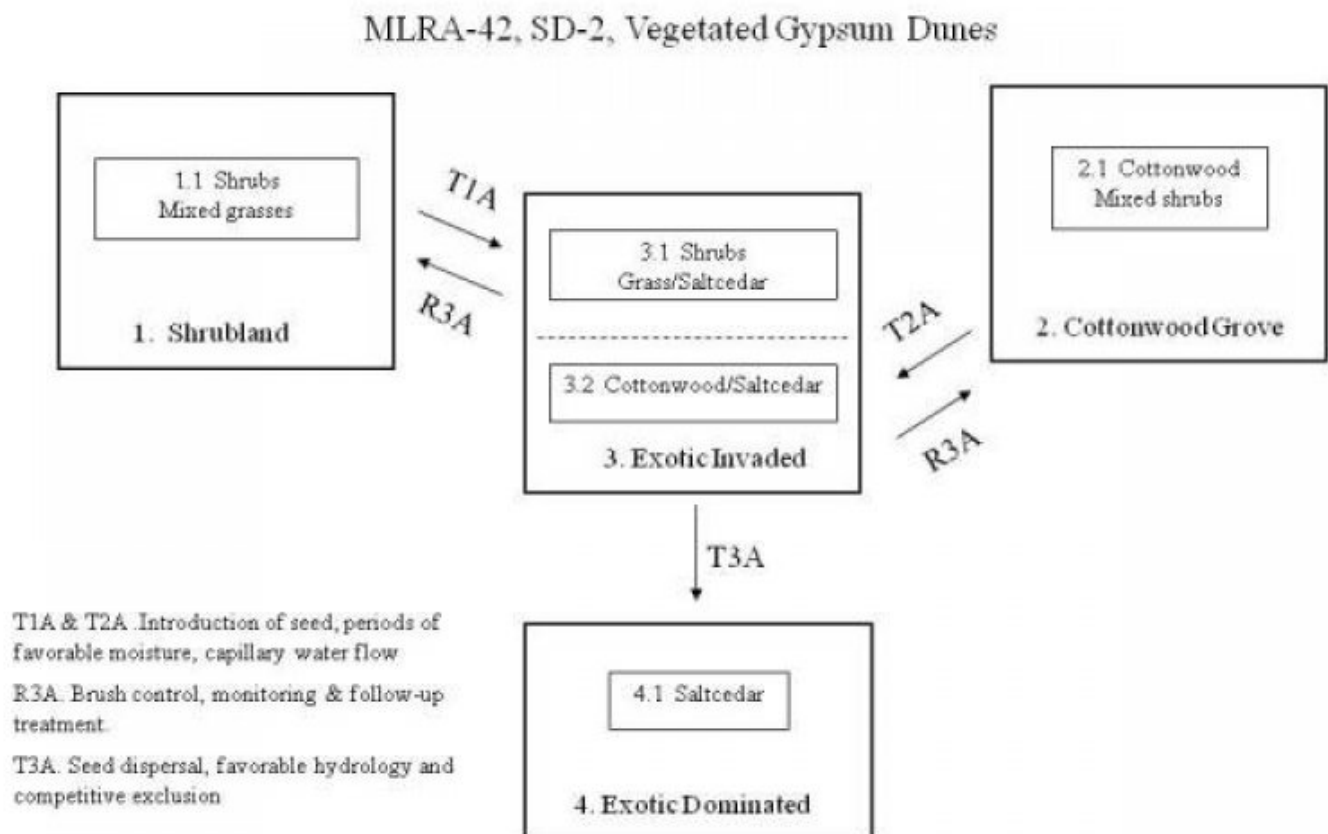 MLRA-42, SD-2, Vegetated Gypsum Dunes
1.1 Shrubs
Mixed grasses
1. Shrubland
T1A
R3A
3.1 Shrubs
Grass/Saltcedar
3.2 Cottonwood/Saltcedar
3. Exotic Invaded
2.1 Cottonwood
Mixed shrubs
2. Cottonwood Grove
T2A
R3A
T3A
4.1 Saltcedar
4. Exotic Dominated
T1A & T2A .Introduction of seed, periods of
favorable moisture, capillary water flow
R3A. Brush control, monitoring & follow-up
treatment.
T3A. Seed dispersal, favorable hydrology and
competitive exclusion